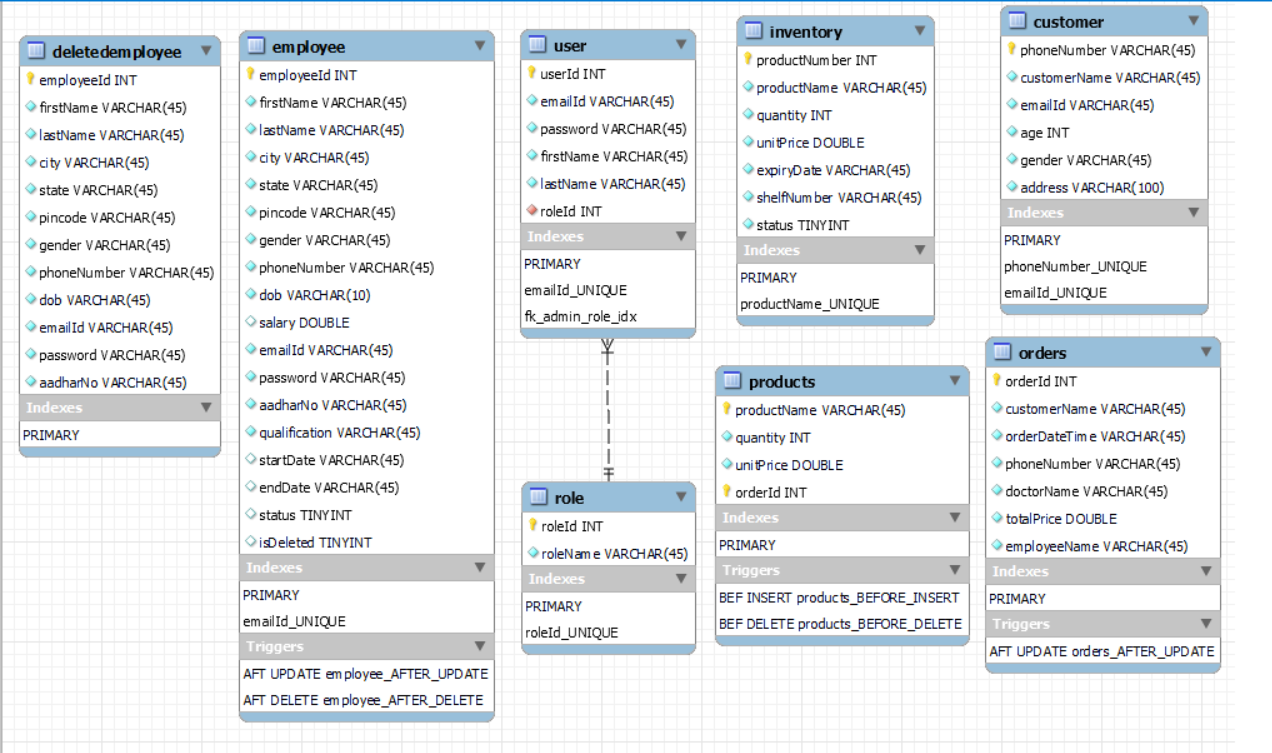 deletedemployee
employeeId INT
firstName VARCHAR(45)
lastName VARCHAR(45)
city VARCHAR(45)
state VARCHAR(45)
pincode VARCHAR(45)
gender VARCHAR(45)
phoneNumber VARCHAR(45)
dob VARCHAR(45)
emailId VARCHAR(45)
password VARCHAR(45)
aadharNo VARCHAR(45)
Indexes
PRIMARY
employee
employeeId INT
firstName VARCHAR(45)
lastName VARCHAR(45)
city VARCHAR(45)
state VARCHAR(45)
pincode VARCHAR(45)
gender VARCHAR(45)
phoneNumber VARCHAR(45)
dob VARCHAR(10)
salary DOUBLE
emailId VARCHAR(45)
password VARCHAR(45)
aadharNo VARCHAR(45)
qualification VARCHAR(45)
startDate VARCHAR(45)
endDate VARCHAR(45)
status TINYINT
isDeleted TINYINT
Indexes
PRIMARY
emailId_UNIQUE
Triggers
AFT UPDATE employee_AFTER_UPDATE
AFT DELETE employee_AFTER_DELETE
user
userId INT
emailId VARCHAR(45)
password VARCHAR(45)
firstName VARCHAR(45)
lastName VARCHAR(45)
roleId INT
Indexes
PRIMARY
emailId_UNIQUE
fk_admin_role_idx
role
roleId INT
roleName VARCHAR(45)
Indexes
PRIMARY
roleId_UNIQUE
inventory
productNumber INT
productName VARCHAR(45)
quantity INT
unitPrice DOUBLE
expiryDate VARCHAR(45)
shelfNumber VARCHAR(45)
status TINYINT
Indexes
PRIMARY
productName_UNIQUE
products
productName VARCHAR(45)
quantity INT
unitPrice DOUBLE
orderId INT
Indexes
PRIMARY
Triggers
BEF INSERT products_BEFORE_INSERT
BEF DELETE products_BEFORE_DELETE
customer
phoneNumber VARCHAR(45)
customerName VARCHAR(45)
emailId VARCHAR(45)
age INT
gender VARCHAR(45)
address VARCHAR(100)
Indexes
PRIMARY
phoneNumber_UNIQUE
emailId_UNIQUE
orders
orderId INT
customerName VARCHAR(45)
orderDateTime VARCHAR(45)
phoneNumber VARCHAR(45)
doctorName VARCHAR(45)
totalPrice DOUBLE
employeeName VARCHAR(45)
Indexes
PRIMARY
Triggers
AFT UPDATE orders_AFTER_UPDATE